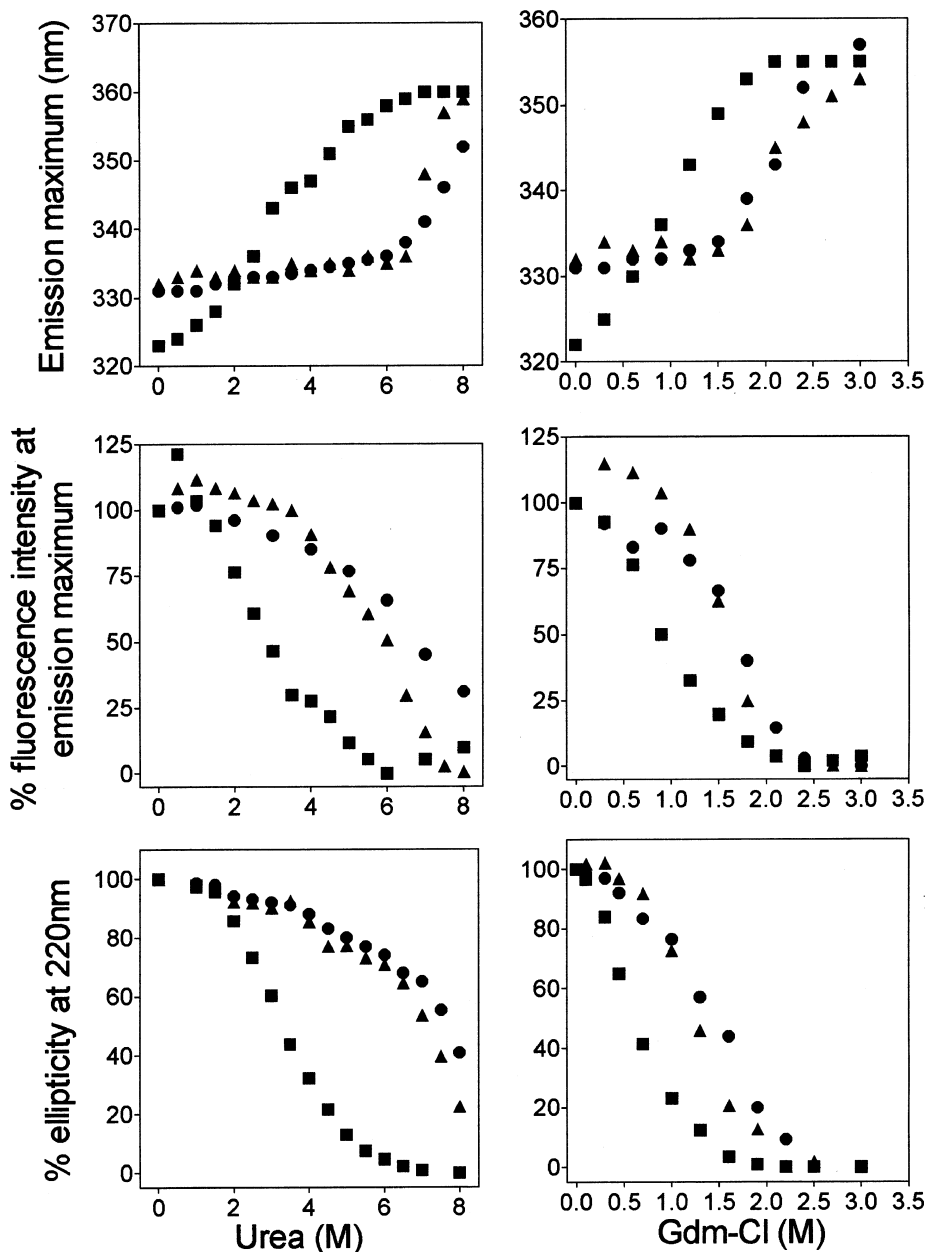 Emission maximum (nm)
370
360
350
340
330
320
0 2 4 6 8
360
350
340
330
320
0.0 0.5 1.0 1.5 2.0 2.5 3.0 3.5
% fluorescence intensity at
emission maximum
125
100
75
50
25
0
0 2 4 6 8
125
100
75
50
25
0
0.0 0.5 1.0 1.5 2.0 2.5 3.0 3.5
% ellipticity at 220nm
100
80
60
40
20
0
0 2 4 6 8
Urea (M)
100
80
60
40
20
0
0.0 0.5 1.0 1.5 2.0 2.5 3.0 3.5
Gdm-Cl (M)